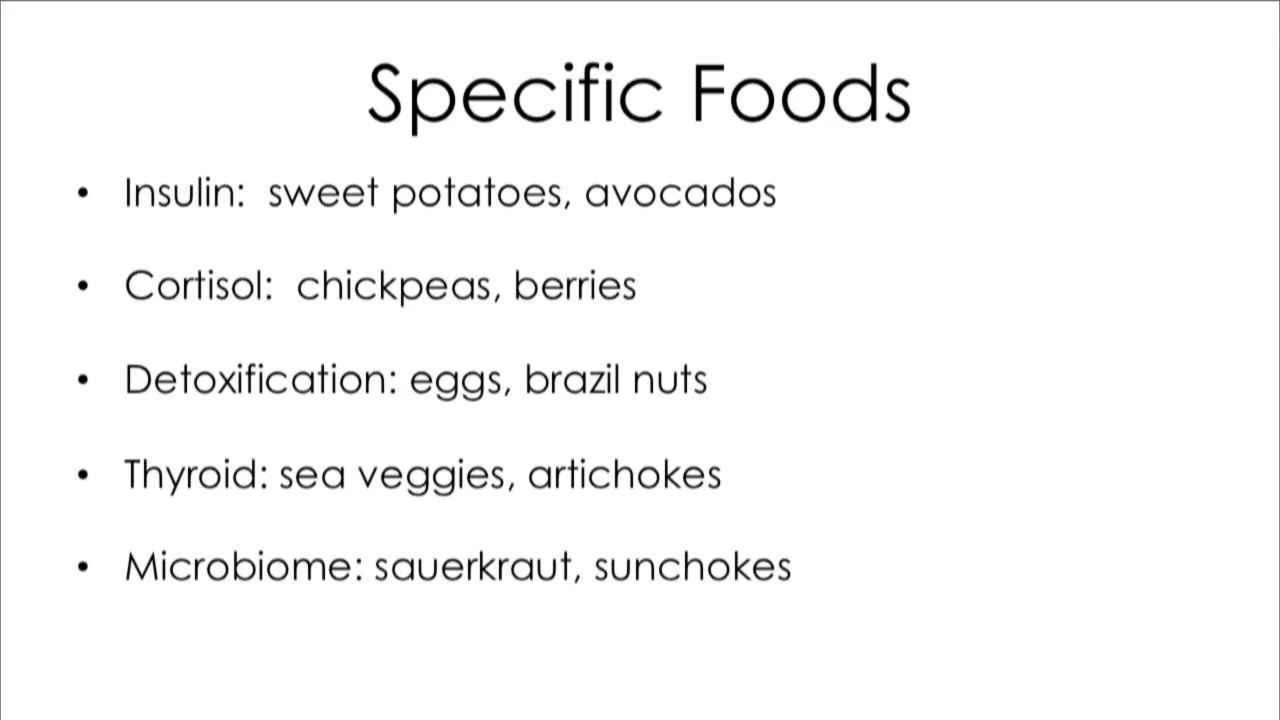 Specific Foods
• Insulin:  sweet potatoes, avocados
• Cortisol:  chickpeas, berries
• Detoxification: eggs, brazil nuts
• Thyroid: sea veggies, artichokes
• Microbiome: sauerkraut, sunchokes